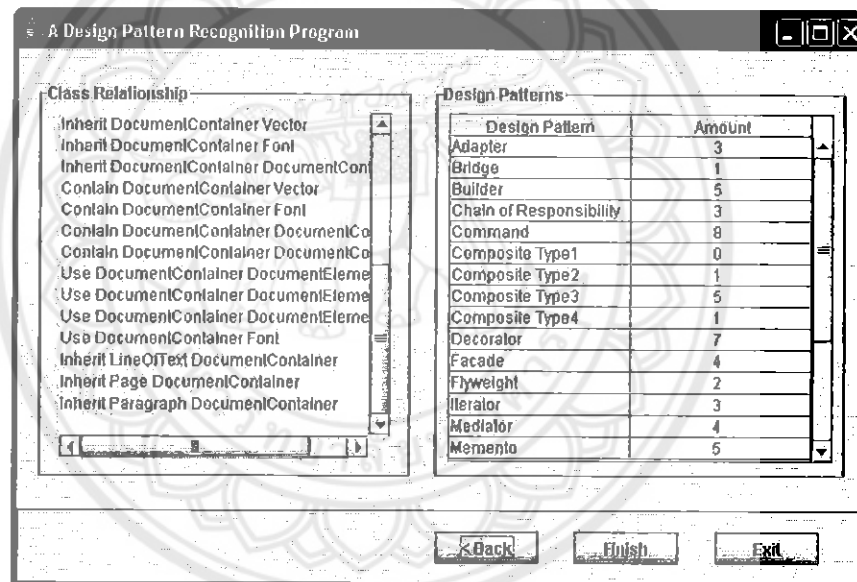 A Design Pattern Recognition Program
Class Relationship
Inherit DocumentContainer Vector
Inherit DocumentContainer Font
Inherit DocumentContainer DocumentCont
Contain DocumentContainer Vector
Contain DocumentContainer Font
Contain DocumentContainer DocumentCo
Contain DocumentContainer DocumentCo
Use DocumentContainer DocumentEleme
Use DocumentContainer DocumentEleme
Use DocumentContainer DocumentEleme
Use DocumentContainer Font
Inherit LineOfText DocumentContainer
Inherit Page DocumentContainer
Inherit Paragraph DocumentContainer
Design Patterns
Design Pattern Amount
Adapter 3
Bridge 1
Builder 5
Chain of Responsibility 3
Command 8
Composite Type1 0
Composite Type2 1
Composite Type3 5
Composite Type4 1
Decorator 7
Facade 4
Flyweight 2
Iterator 3
Mediator 4
Memento 5
< Back Finish Exit